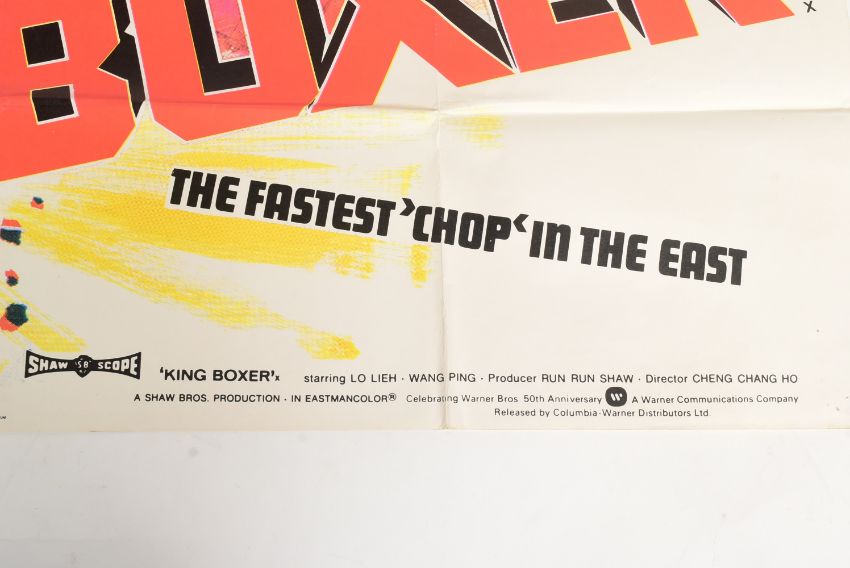 BOXER
x
THE FASTEST ›CHOP‹ IN THE EAST
SHAW SB SCOPE
'KING BOXER'x starring LO LIEH · WANG PING · Producer RUN RUN SHAW · Director CHENG CHANG HO
A SHAW BROS. PRODUCTION · IN EASTMANCOLOR® Celebrating Warner Bros 50th Anniversary W A Warner Communications Company
Released by Columbia-Warner Distributors Ltd.